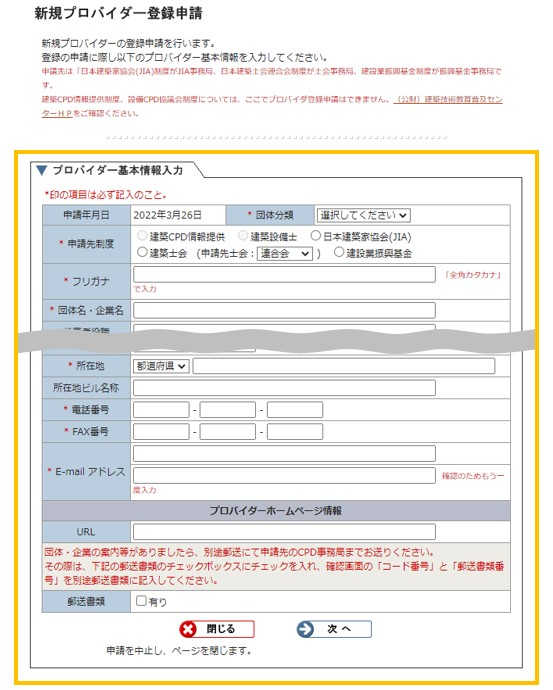 新規プロバイダー登録申請
新規プロバイダーの登録申請を行います。
登録の申請に際し以下のプロバイダー基本情報を入力してください。
申請先は「日本建築家協会(JIA)制度がJIA事務局、日本建築士会連合会制度が士会事務局、建設業振興基金制度が振興基金事務局で
す。
建築CPD情報提供制度、設備CPD協議会制度については、ここでプロバイダ登録申請はできません。（公財）建築技術教育普及セン
ターＨＰをご確認ください。
▼ プロバイダー基本情報入力
*印の項目は必ず記入のこと。
申請年月日 2022年3月26日 * 団体分類 選択してください
* 申請先制度 建築CPD情報提供 建築設備士 日本建築家協会(JIA)
建築士会 （申請先士会： 連合会 ） 建設業振興基金
* フリガナ 「全角カタカナ」
で入力
* 団体名・企業名
* 所在地 都道府県
所在地ビル名称
* 電話番号 - -
* FAX番号 - -
* E-mail アドレス 確認のためもう一
度入力
プロバイダーホームページ情報
URL
団体・企業の案内等がありましたら、別途郵送にて申請先のCPD事務局までお送りください。
その際は、下記の郵送書類のチェックボックスにチェックを入れ、確認画面の「コード番号」と「郵送書類番
号」を別途郵送書類に記入してください。
郵送書類 有り
閉じる 次 へ
申請を中止し、ページを閉じます。